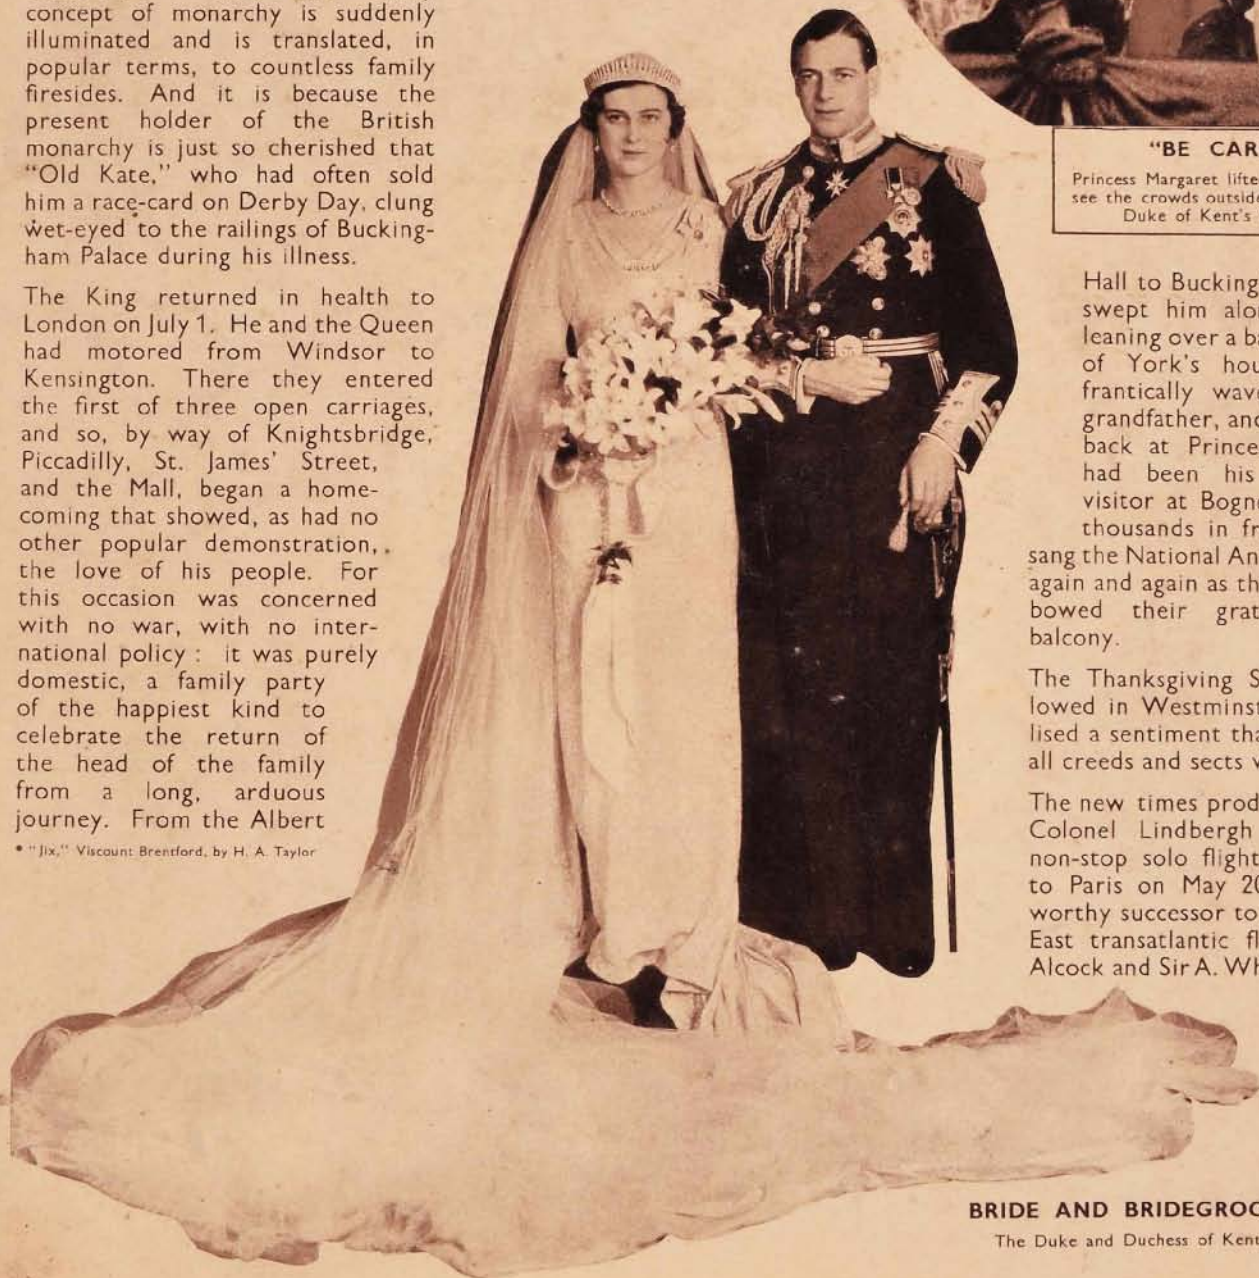 concept of monarchy is suddenly
illuminated and is translated, in
popular terms, to countless family
firesides. And it is because the
present holder of the British
monarchy is just so cherished that
"Old Kate," who had often sold
him a race-card on Derby Day, clung
wet-eyed to the railings of Bucking-
ham Palace during his illness.
The King returned in health to
London on July 1. He and the Queen
had motored from Windsor to
Kensington. There they entered
the first of three open carriages,
and so, by way of Knightsbridge,
Piccadilly, St. James' Street,
and the Mall, began a home-
coming that showed, as had no
other popular demonstration,
the love of his people. For
this occasion was concerned
with no war, with no inter-
national policy : it was purely
domestic, a family party
of the happiest kind to
celebrate the return of
the head of the family
from a long, arduous
journey. From the Albert
* "Jix," Viscount Brentford, by H. A. Taylor
"BE CAR
Princess Margaret lifte
see the crowds outside
Duke of Kent's
Hall to Bucking
swept him alo
leaning over a b
of York's hou
frantically wav
grandfather, and
back at Prince
had been his
visitor at Bogn
thousands in fr
sang the National An
again and again as th
bowed their grat
balcony.
The Thanksgiving S
lowed in Westminst
lised a sentiment tha
all creeds and sects
The new times prod
Colonel Lindbergh
non-stop solo flight
to Paris on May 20
worthy successor to
East transatlantic fl
Alcock and Sir A. Wh
BRIDE AND BRIDEGROO
The Duke and Duchess of Kent